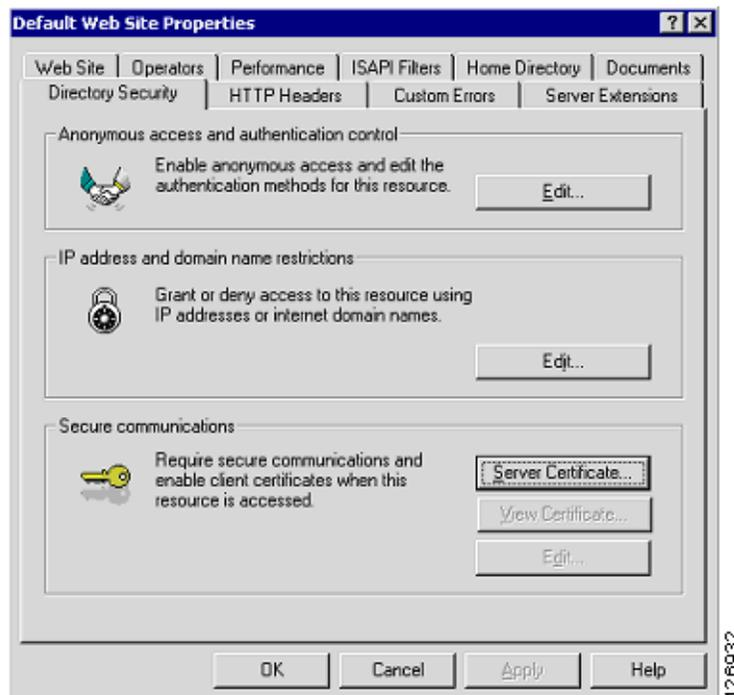 Default Web Site Properties
? X
Web Site Operators Performance ISAPI Filters Home Directory Documents
Directory Security HTTP Headers Custom Errors Server Extensions
Anonymous access and authentication control
Enable anonymous access and edit the
authentication methods for this resource.
Edit...
IP address and domain name restrictions
Grant or deny access to this resource using
IP addresses or internet domain names.
Edit...
Secure communications
Require secure communications and
enable client certificates when this
resource is accessed.
Server Certificate...
View Certificate...
Edit...
OK Cancel Apply Help
126932